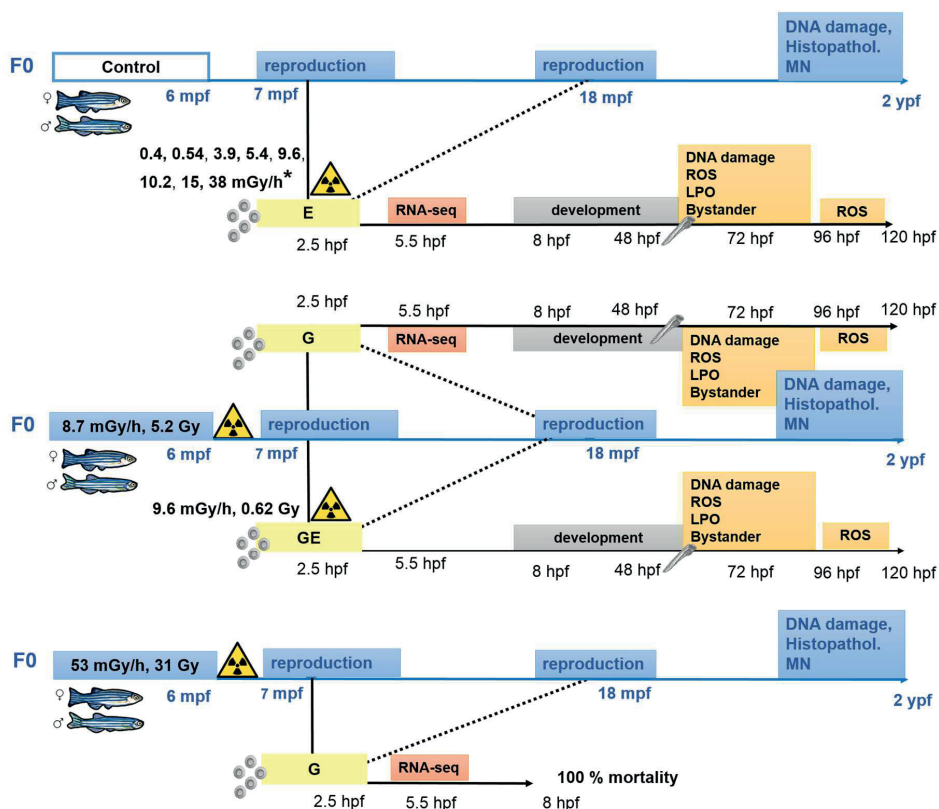 DNA damage,
Histopathol.
MN
F0
Control
reproduction
reproduction
♀
♂
6 mpf
7 mpf
18 mpf
2 ypf
0.4, 0.54, 3.9, 5.4, 9.6,
10.2, 15, 38 mGy/h*
DNA damage
ROS
LPO
Bystander
E
RNA-seq
development
ROS
2.5 hpf
5.5 hpf
8 hpf
48 hpf
72 hpf
96 hpf
120 hpf
2.5 hpf
5.5 hpf
8 hpf
48 hpf
72 hpf
96 hpf
120 hpf
G
RNA-seq
development
DNA damage
ROS
LPO
Bystander
ROS
DNA damage,
Histopathol.
MN
F0
8.7 mGy/h, 5.2 Gy
reproduction
reproduction
♀
♂
6 mpf
7 mpf
18 mpf
2 ypf
9.6 mGy/h, 0.62 Gy
DNA damage
ROS
LPO
Bystander
GE
development
ROS
2.5 hpf
5.5 hpf
8 hpf
48 hpf
72 hpf
96 hpf
120 hpf
DNA damage,
Histopathol.
MN
F0
53 mGy/h, 31 Gy
reproduction
reproduction
♀
♂
6 mpf
7 mpf
18 mpf
2 ypf
G
RNA-seq
100 % mortality
2.5 hpf
5.5 hpf
8 hpf